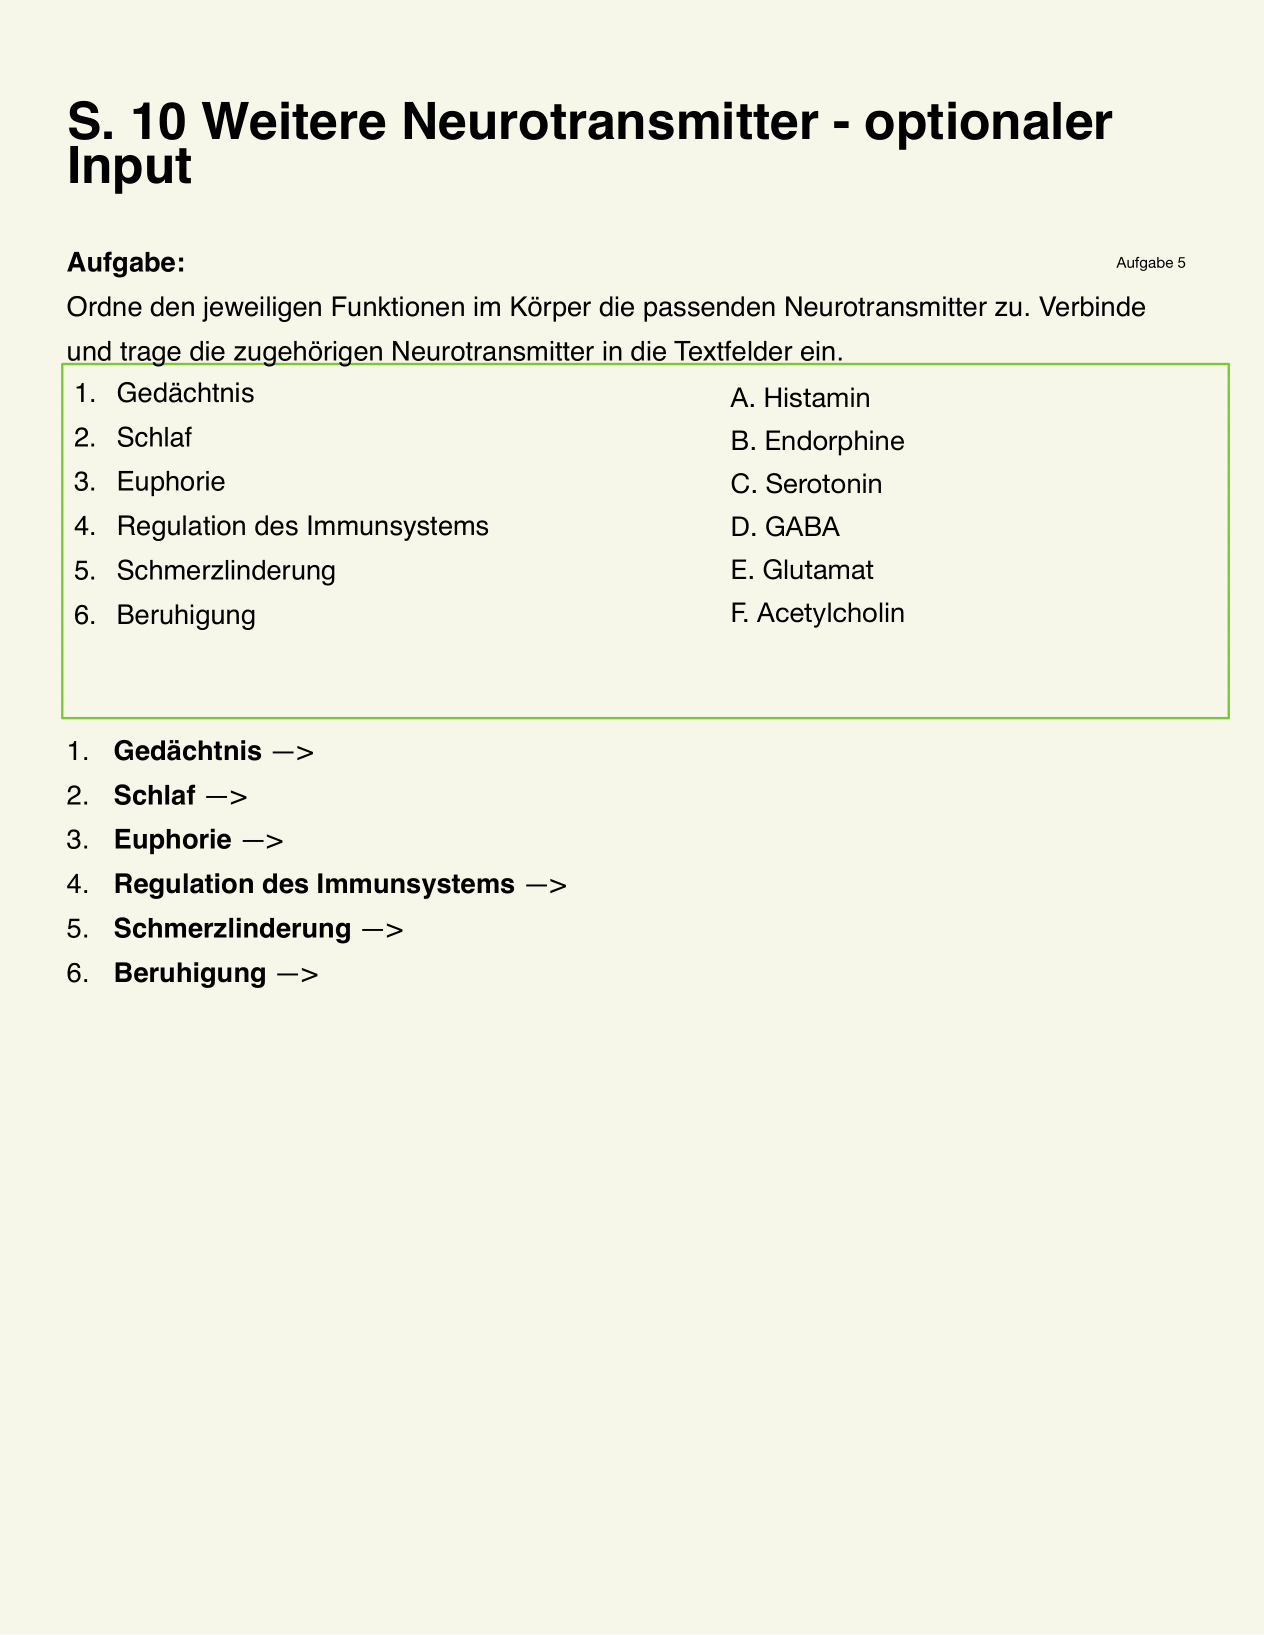 S. 10 Weitere Neurotransmitter - optionaler
Input
Aufgabe:
Aufgabe 5
Ordne den jeweiligen Funktionen im Körper die passenden Neurotransmitter zu. Verbinde
und trage die zugehörigen Neurotransmitter in die Textfelder ein.
1. Gedächtnis
2. Schlaf
3. Euphorie
4. Regulation des Immunsystems
5. Schmerzlinderung
6. Beruhigung
A. Histamin
B. Endorphine
C. Serotonin
D. GABA
E. Glutamat
F. Acetylcholin
1. Gedächtnis —>
2. Schlaf —>
3. Euphorie —>
4. Regulation des Immunsystems —>
5. Schmerzlinderung —>
6. Beruhigung —>